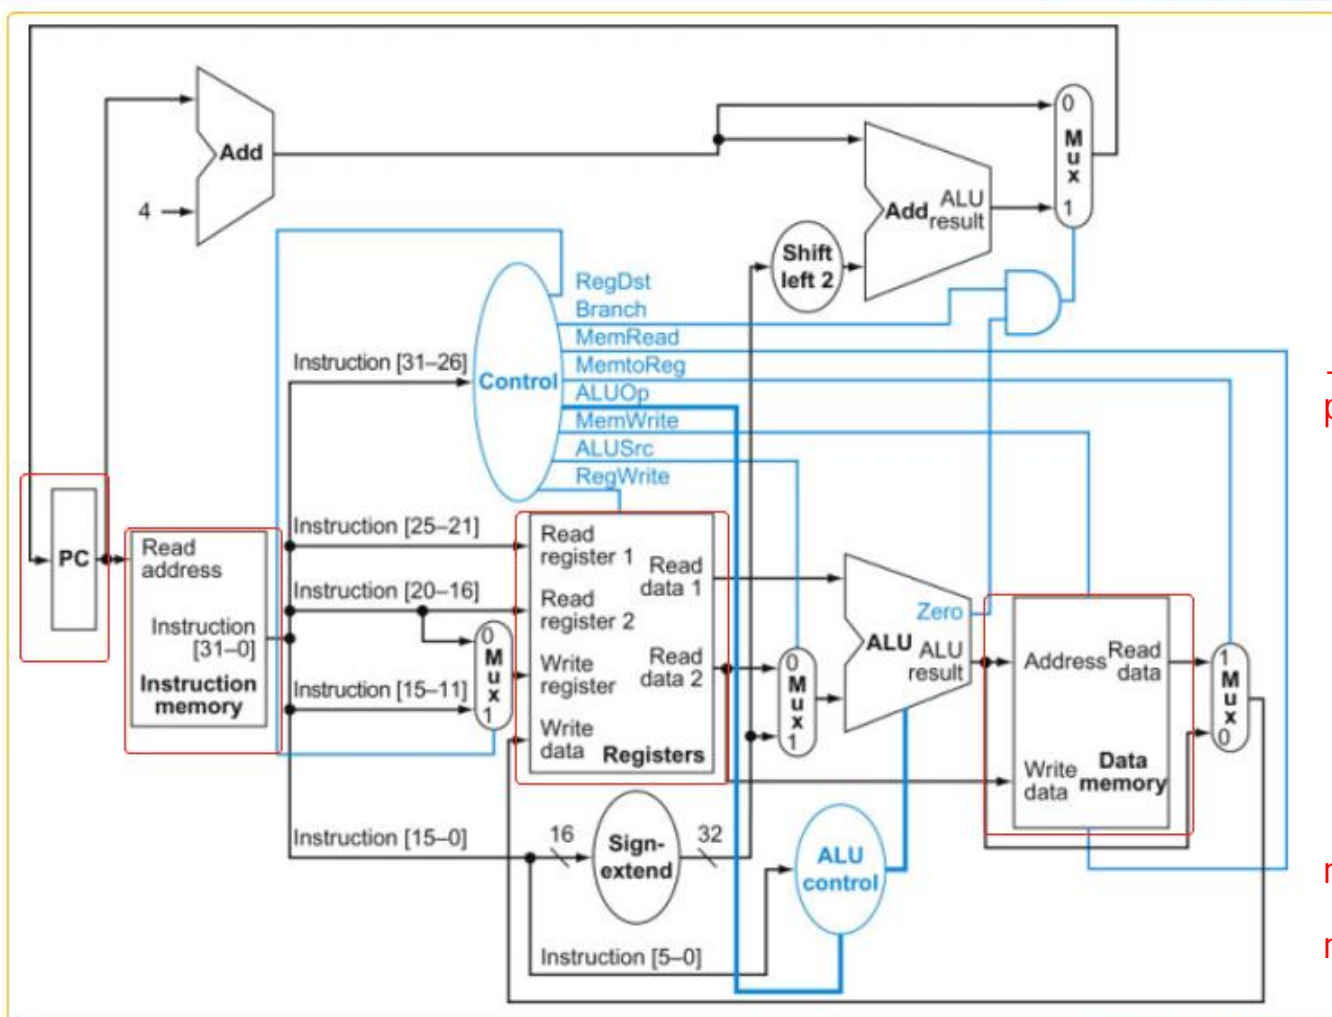 Add
4
0
Mux
1
Add
ALU
result
Shift
left 2
RegDst
Branch
MemRead
MemtoReg
ALUOp
MemWrite
ALUSrc
RegWrite
Control
Instruction [31–26]
Instruction [25–21]
Instruction [20–16]
Instruction [15–11]
Instruction [15–0]
Instruction [5–0]
PC
Read
address
Instruction
[31–0]
Instruction
memory
0
Mux
1
Read
register 1
Read
register 2
Write
register
Write
data
Read
data 1
Read
data 2
Registers
16
Sign-
extend
32
0
Mux
1
Zero
ALU
ALU
result
ALU
control
Address
Read
data
Write
data
Data
memory
1
Mux
0